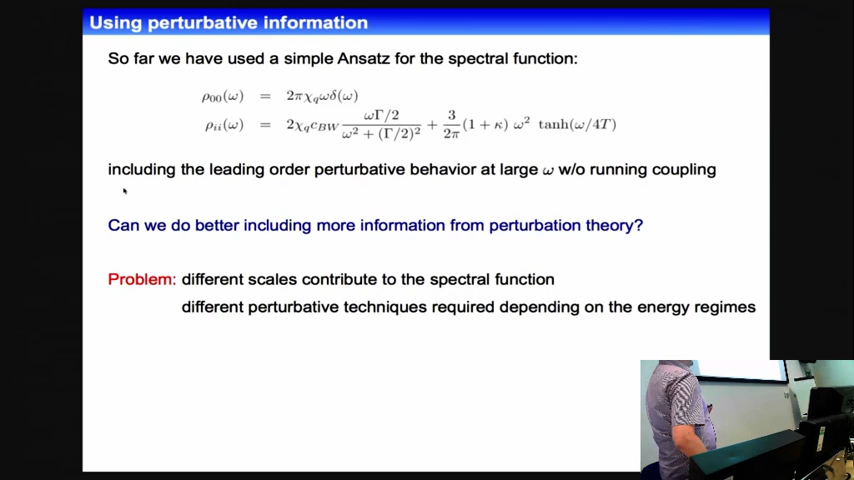 Using perturbative information
So far we have used a simple Ansatz for the spectral function:
ρ₀₀(ω) = 2πχ_qωδ(ω)
ρ_ii(ω) = 2χ_qc_BW ωΓ/2 / (ω² + (Γ/2)²) + 3/2π (1 + κ) ω² tanh(ω/4T)
including the leading order perturbative behavior at large ω w/o running coupling
Can we do better including more information from perturbation theory?
Problem: different scales contribute to the spectral function
different perturbative techniques required depending on the energy regimes